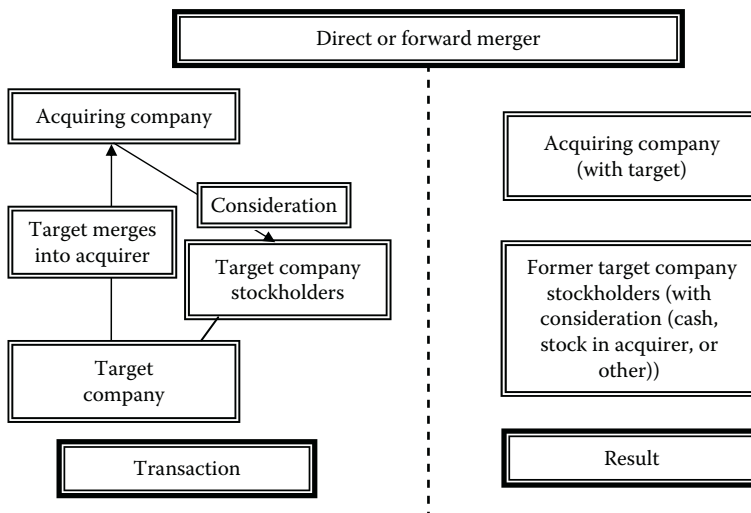 Direct or forward merger
Acquiring company
Consideration
Target merges
into acquirer
Target company
stockholders
Target
company
Transaction
Acquiring company
(with target)
Former target company
stockholders (with
consideration (cash,
stock in acquirer, or
other))
Result